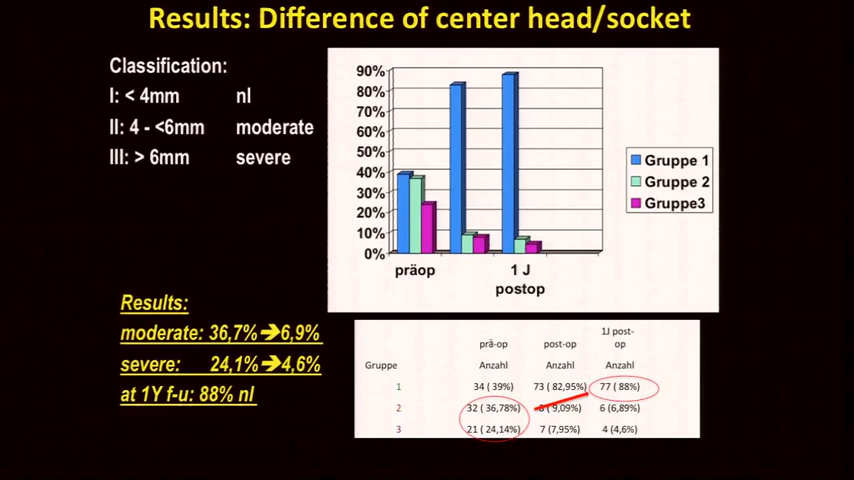 Results: Difference of center head/socket
Classification:
I: < 4mm nl
II: 4 - <6mm moderate
III: > 6mm severe
90%
80%
70%
60%
50%
40%
30%
20%
10%
0%
präop
1 J
postop
Gruppe 1
Gruppe 2
Gruppe3
Results:
moderate: 36,7%➔6,9%
severe: 24,1%➔4,6%
at 1Y f-u: 88% nl
1J post-
prä-op post-op op
Gruppe Anzahl Anzahl Anzahl
1 34 ( 39%) 73 ( 82,95%) 77 ( 88%)
2 32 ( 36,78%) 8 ( 9,09%) 6 (6,89%)
3 21 ( 24,14%) 7 (7,95%) 4 (4,6%)